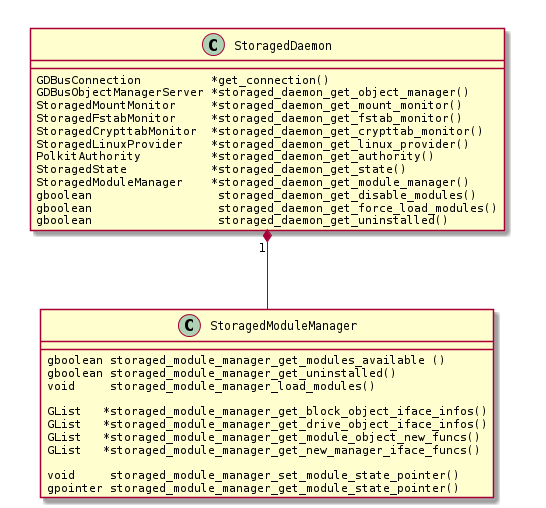 C StoragedDaemon
GDBusConnection *get_connection()
GDBusObjectManagerServer *storaged_daemon_get_object_manager()
StoragedMountMonitor *storaged_daemon_get_mount_monitor()
StoragedFstabMonitor *storaged_daemon_get_fstab_monitor()
StoragedCrypttabMonitor *storaged_daemon_get_crypttab_monitor()
StoragedLinuxProvider *storaged_daemon_get_linux_provider()
PolkitAuthority *storaged_daemon_get_authority()
StoragedState *storaged_daemon_get_state()
StoragedModuleManager *storaged_daemon_get_module_manager()
gboolean storaged_daemon_get_disable_modules()
gboolean storaged_daemon_get_force_load_modules()
gboolean storaged_daemon_get_uninstalled()
1
C StoragedModuleManager
gboolean storaged_module_manager_get_modules_available ()
gboolean storaged_module_manager_get_uninstalled()
void storaged_module_manager_load_modules()
GList *storaged_module_manager_get_block_object_iface_infos()
GList *storaged_module_manager_get_drive_object_iface_infos()
GList *storaged_module_manager_get_module_object_new_funcs()
GList *storaged_module_manager_get_new_manager_iface_funcs()
void storaged_module_manager_set_module_state_pointer()
gpointer storaged_module_manager_get_module_state_pointer()